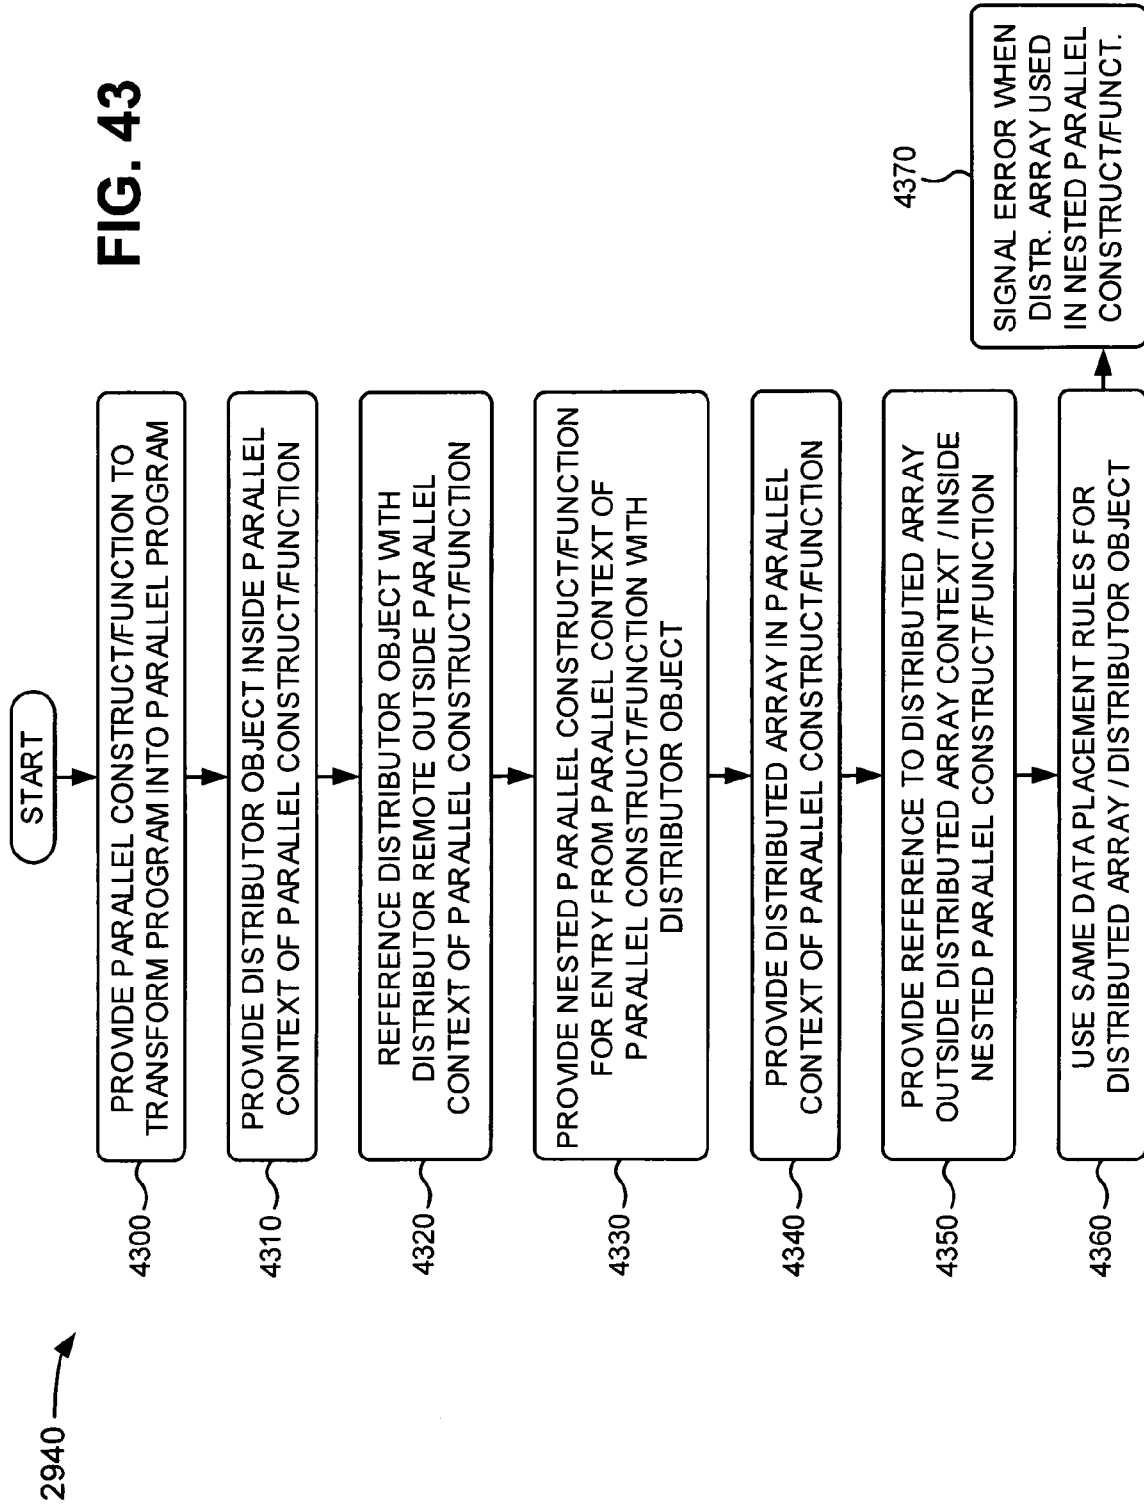 2940
FIG. 43
START
4300
PROVIDE PARALLEL CONSTRUCT/FUNCTION TO
TRANSFORM PROGRAM INTO PARALLEL PROGRAM
4310
PROVIDE DISTRIBUTOR OBJECT INSIDE PARALLEL
CONTEXT OF PARALLEL CONSTRUCT/FUNCTION
4320
REFERENCE DISTRIBUTOR OBJECT WITH
DISTRIBUTOR REMOTE OUTSIDE PARALLEL
CONTEXT OF PARALLEL CONSTRUCT/FUNCTION
4330
PROVIDE NESTED PARALLEL CONSTRUCT/FUNCTION
FOR ENTRY FROM PARALLEL CONTEXT OF
PARALLEL CONSTRUCT/FUNCTION WITH
DISTRIBUTOR OBJECT
4340
PROVIDE DISTRIBUTED ARRAY IN PARALLEL
CONTEXT OF PARALLEL CONSTRUCT/FUNCTION
4350
PROVIDE REFERENCE TO DISTRIBUTED ARRAY
OUTSIDE DISTRIBUTED ARRAY CONTEXT / INSIDE
NESTED PARALLEL CONSTRUCT/FUNCTION
4360
USE SAME DATA PLACEMENT RULES FOR
DISTRIBUTED ARRAY / DISTRIBUTOR OBJECT
4370
SIGNAL ERROR WHEN
DISTR. ARRAY USED
IN NESTED PARALLEL
CONSTRUCT/FUNCT.